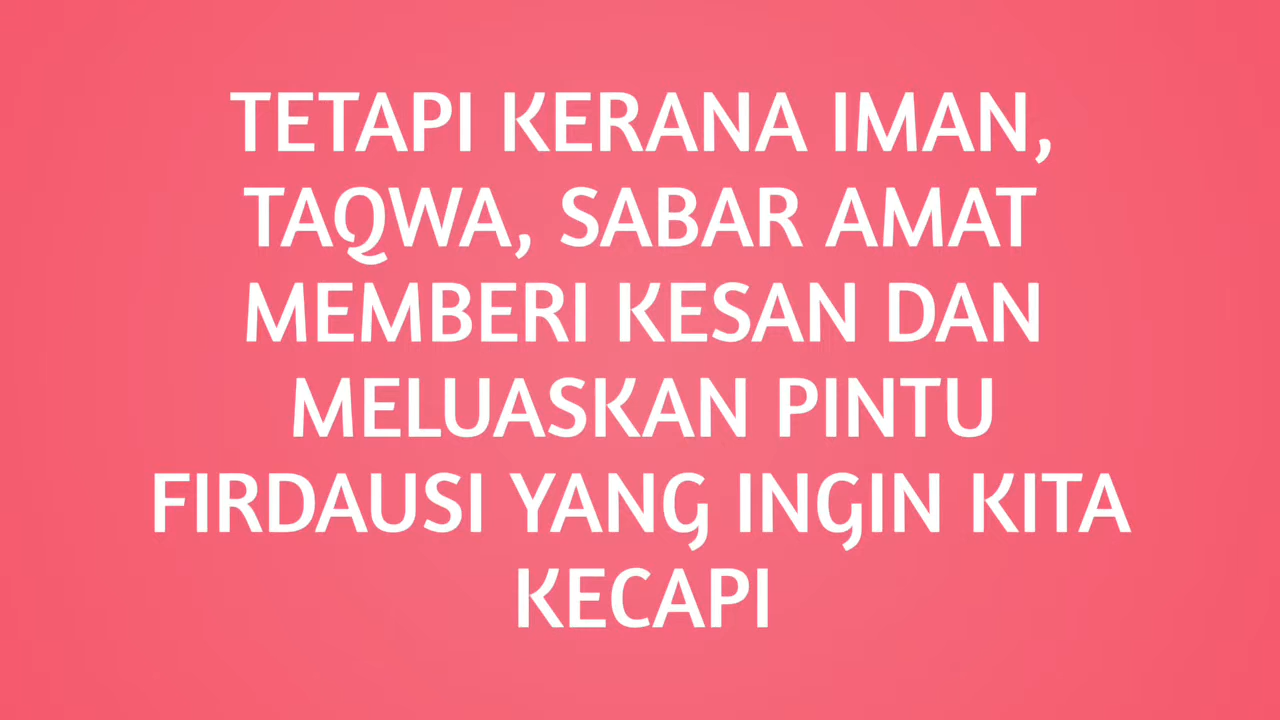 TETAPI KERANA IMAN,
TAQWA, SABAR AMAT
MEMBERI KESAN DAN
MELUASKAN PINTU
FIRDAUSI YANG INGIN KITA
KECAPI